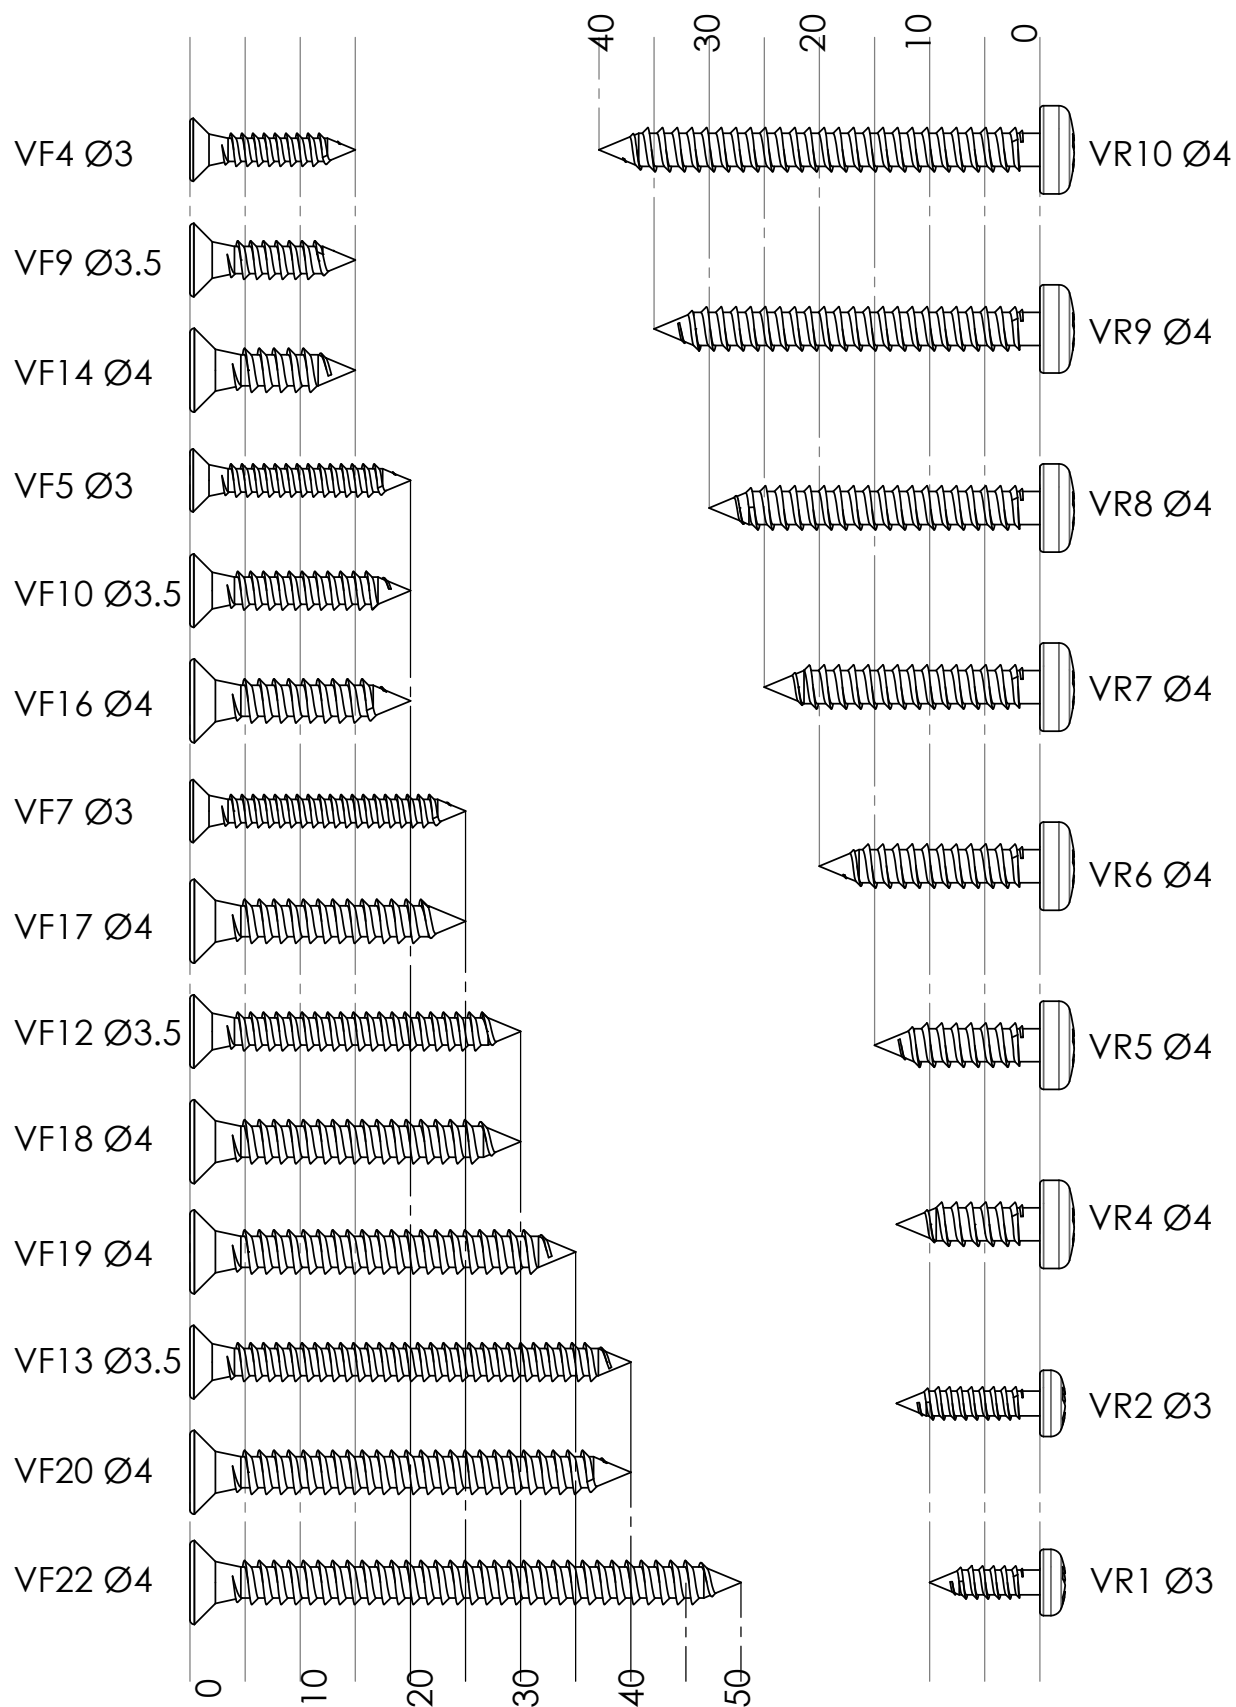 40
30
20
10
0
VF4 Ø3
VF9 Ø3.5
VF14 Ø4
VF5 Ø3
VF10 Ø3.5
VF16 Ø4
VF7 Ø3
VF17 Ø4
VF12 Ø3.5
VF18 Ø4
VF19 Ø4
VF13 Ø3.5
VF20 Ø4
VF22 Ø4
VR10 Ø4
VR9 Ø4
VR8 Ø4
VR7 Ø4
VR6 Ø4
VR5 Ø4
VR4 Ø4
VR2 Ø3
VR1 Ø3
0
10
20
30
40
50